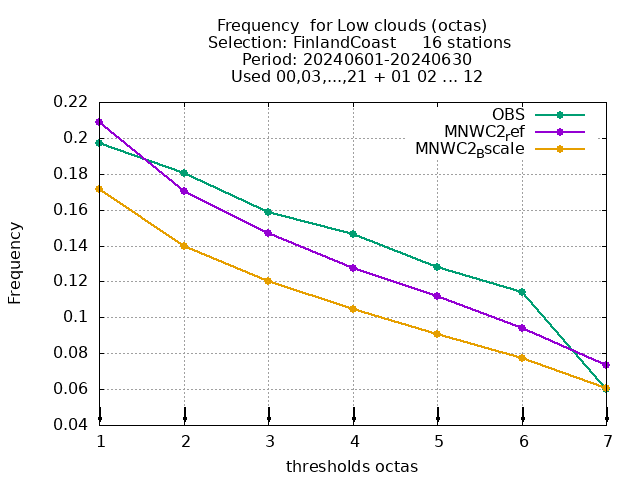 Frequency  for Low clouds (octas)
Selection: FinlandCoast     16 stations
Period: 20240601-20240630
Used 00,03,...,21 + 01 02 ... 12
OBS
MNWC2_ref
MNWC2_Bscale
Frequency
0.22
0.2
0.18
0.16
0.14
0.12
0.1
0.08
0.06
0.04
1 2 3 4 5 6 7
thresholds octas